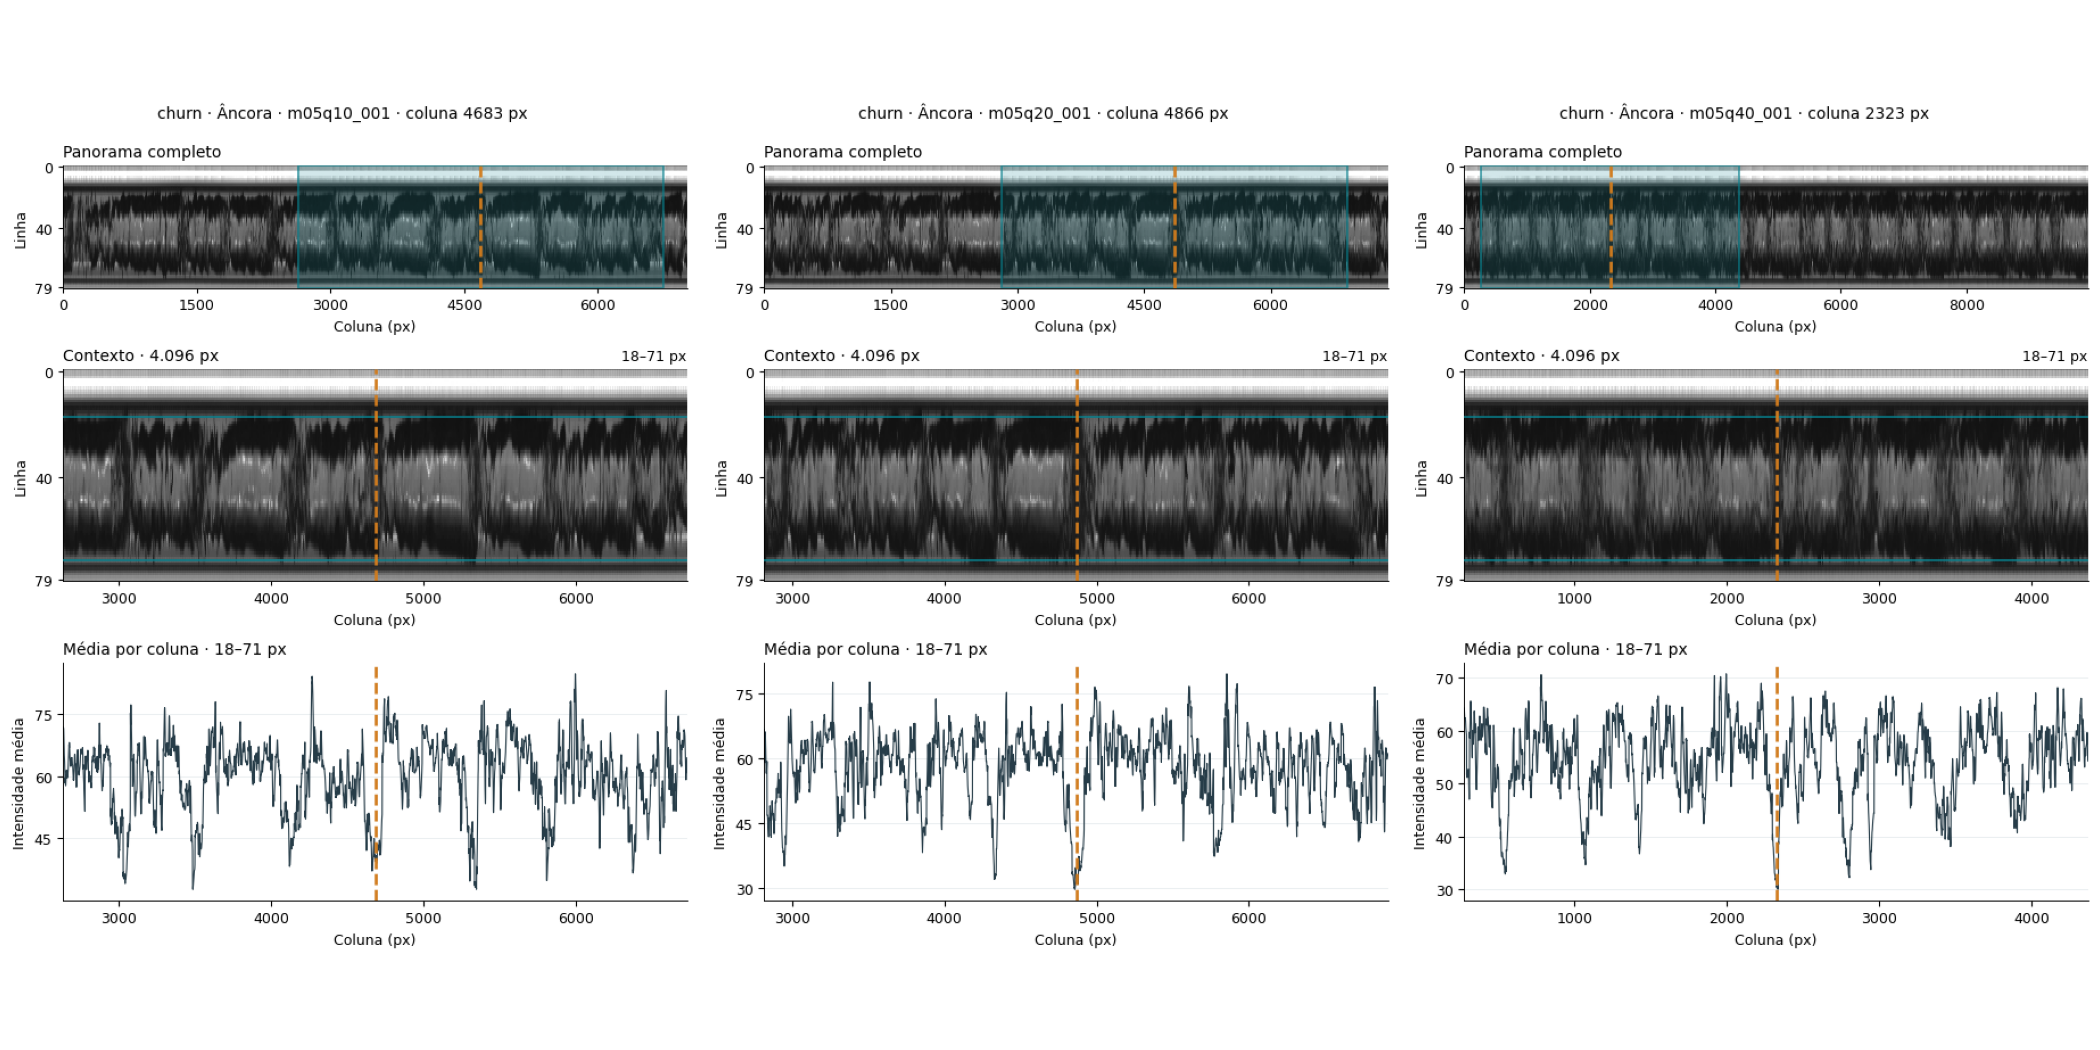 churn · Âncora · m05q10_001 · coluna 4683 px
Panorama completo
0
40
79
Linha
0 1500 3000 4500 6000
Coluna (px)
Contexto · 4.096 px 18–71 px
0
40
79
Linha
3000 4000 5000 6000
Coluna (px)
Média por coluna · 18–71 px
75
60
45
Intensidade média
3000 4000 5000 6000
Coluna (px)
churn · Âncora · m05q20_001 · coluna 4866 px
Panorama completo
0
40
79
Linha
0 1500 3000 4500 6000
Coluna (px)
Contexto · 4.096 px 18–71 px
0
40
79
Linha
3000 4000 5000 6000
Coluna (px)
Média por coluna · 18–71 px
75
60
45
30
Intensidade média
3000 4000 5000 6000
Coluna (px)
churn · Âncora · m05q40_001 · coluna 2323 px
Panorama completo
0
40
79
Linha
0 2000 4000 6000 8000
Coluna (px)
Contexto · 4.096 px 18–71 px
0
40
79
Linha
1000 2000 3000 4000
Coluna (px)
Média por coluna · 18–71 px
70
60
50
40
30
Intensidade média
1000 2000 3000 4000
Coluna (px)